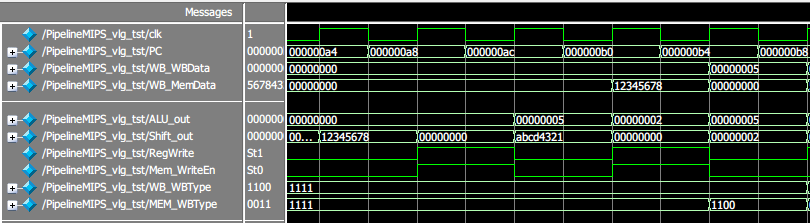 Messages
/PipelineMIPS_vlg_tst/clk 1
/PipelineMIPS_vlg_tst/PC 000000 000000a4 000000a8 000000ac 000000b0 000000b4 000000b8
/PipelineMIPS_vlg_tst/WB_WBData 000000 00000000 00000005
/PipelineMIPS_vlg_tst/WB_MemData 567843 00000000 12345678 00000000
/PipelineMIPS_vlg_tst/ALU_out 000000 00000000 00000005 00000002 00000005
/PipelineMIPS_vlg_tst/Shift_out 000000 00... 12345678 00000000 abcd4321 00000000 00000002
/PipelineMIPS_vlg_tst/RegWrite St1
/PipelineMIPS_vlg_tst/Mem_WriteEn St0
/PipelineMIPS_vlg_tst/WB_WBType 1100 1111
/PipelineMIPS_vlg_tst/MEM_WBType 0011 1111 1100